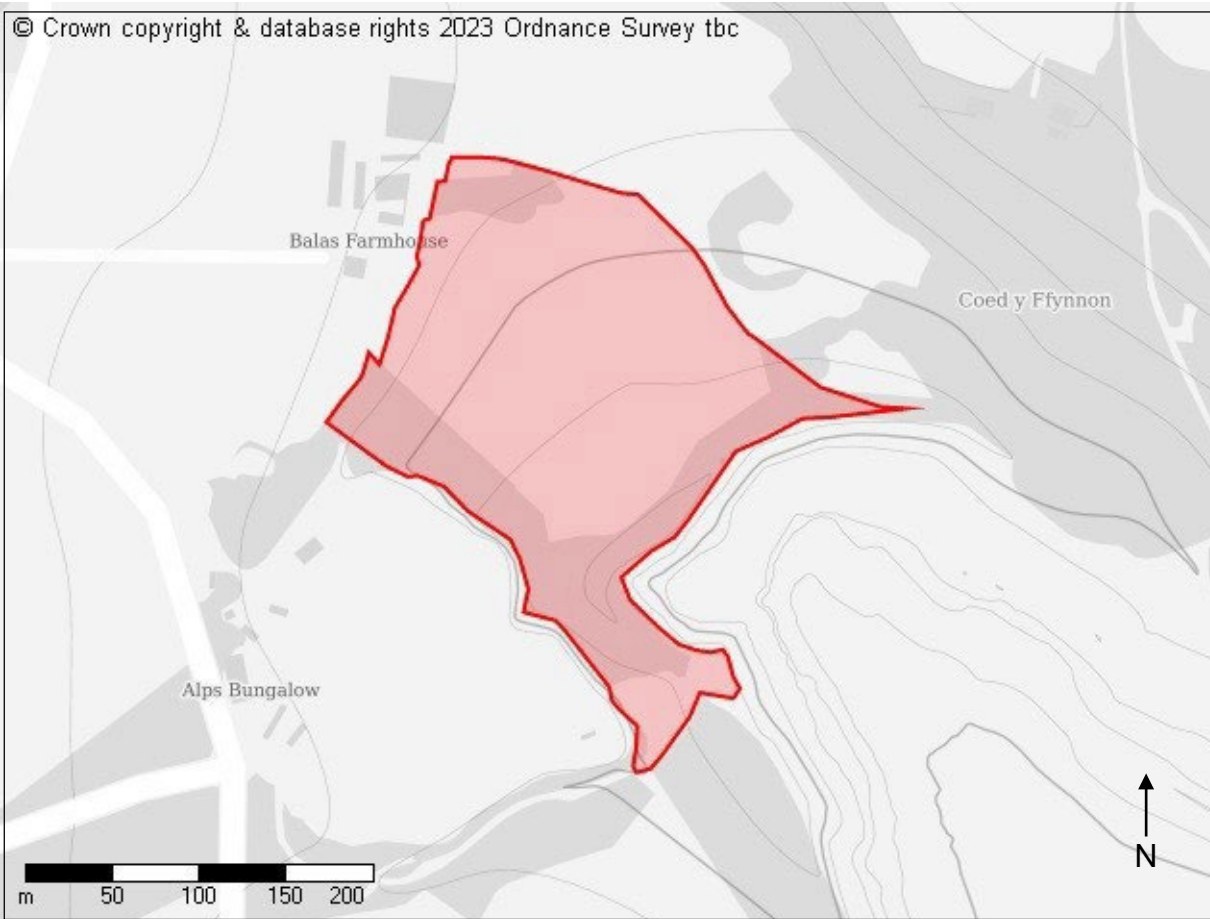 © Crown copyright & database rights 2023 Ordnance Survey tbc
Balas Farmhouse
Coed y Ffynnon
Alps Bungalow
m 50 100 150 200
N